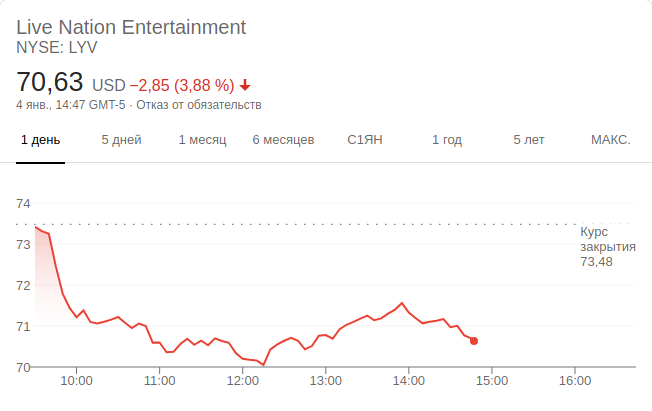 Live Nation Entertainment
NYSE: LYV
70,63 USD −2,85 (3,88 %)
4 янв., 14:47 GMT-5 · Отказ от обязательств
1 день 5 дней 1 месяц 6 месяцев С1ЯН 1 год 5 лет МАКС.
74
Курс
закрытия
73,48
73
72
71
70
10:00 11:00 12:00 13:00 14:00 15:00 16:00